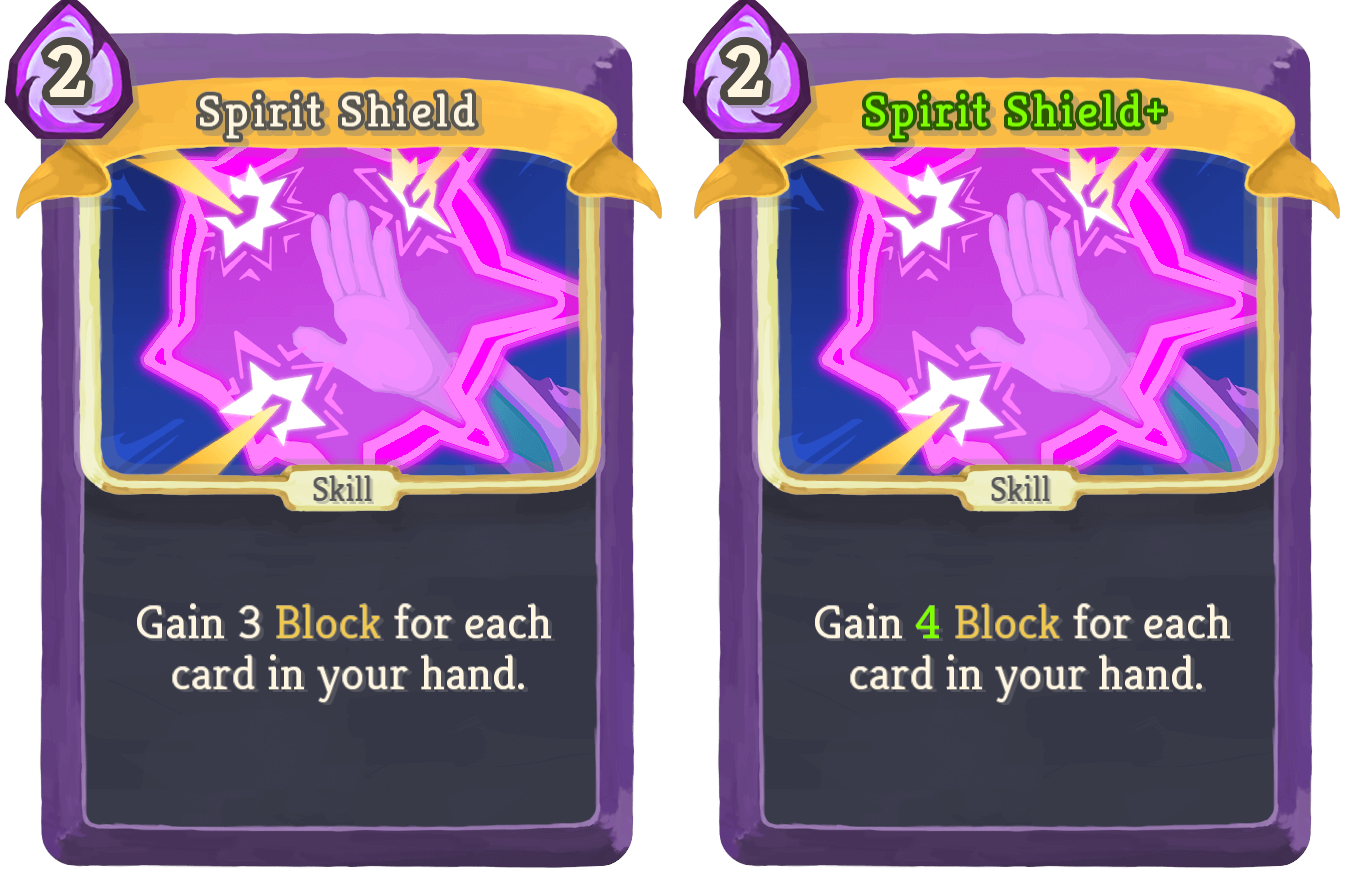 2
Spirit Shield
Skill
Gain 3 Block for each
card in your hand.
2
Spirit Shield+
Skill
Gain 4 Block for each
card in your hand.